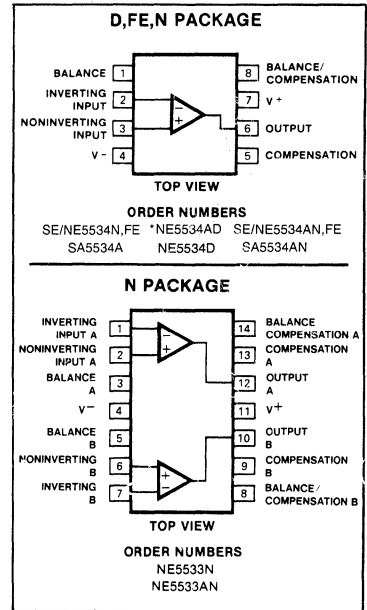 D,FE,N PACKAGE
BALANCE 1
8 BALANCE/
COMPENSATION
INVERTING
INPUT 2
7 V+
NONINVERTING
INPUT 3
6 OUTPUT
V- 4
5 COMPENSATION
-
+
TOP VIEW
ORDER NUMBERS
SE/NE5534N,FE *NE5534AD SE/NE5534AN,FE
SA5534A NE5534D SA5534AN
N PACKAGE
INVERTING
INPUT A 1
14 BALANCE
COMPENSATION A
NONINVERTING
INPUT A 2
13 COMPENSATION
A
BALANCE
A 3
12 OUTPUT
A
V- 4
11 V+
BALANCE
B 5
10 OUTPUT
B
NONINVERTING
B 6
9 COMPENSATION
B
INVERTING
B 7
8 BALANCE/
COMPENSATION B
-
+
+
-
TOP VIEW
ORDER NUMBERS
NE5533N
NE5533AN